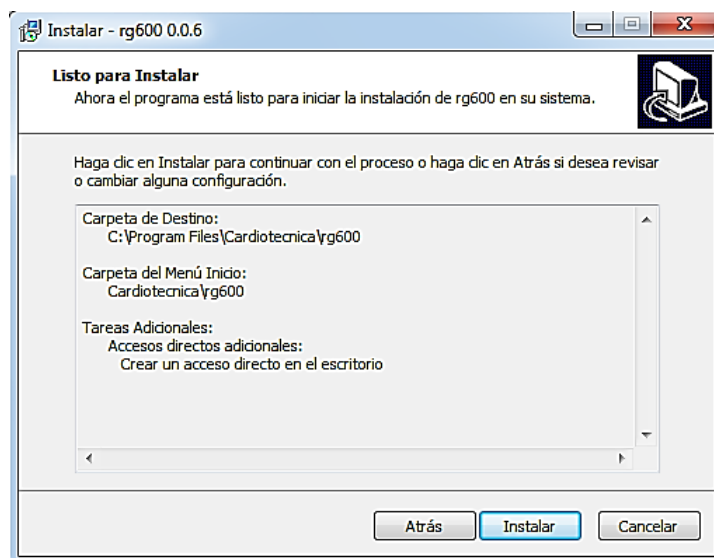 Instalar - rg600 0.0.6
Listo para Instalar
Ahora el programa está listo para iniciar la instalación de rg600 en su sistema.
Haga clic en Instalar para continuar con el proceso o haga clic en Atrás si desea revisar
o cambiar alguna configuración.
Carpeta de Destino:
C:\Program Files\Cardiotecnica\rg600
Carpeta del Menú Inicio:
Cardiotecnica\rg600
Tareas Adicionales:
Accesos directos adicionales:
Crear un acceso directo en el escritorio
Atrás Instalar Cancelar